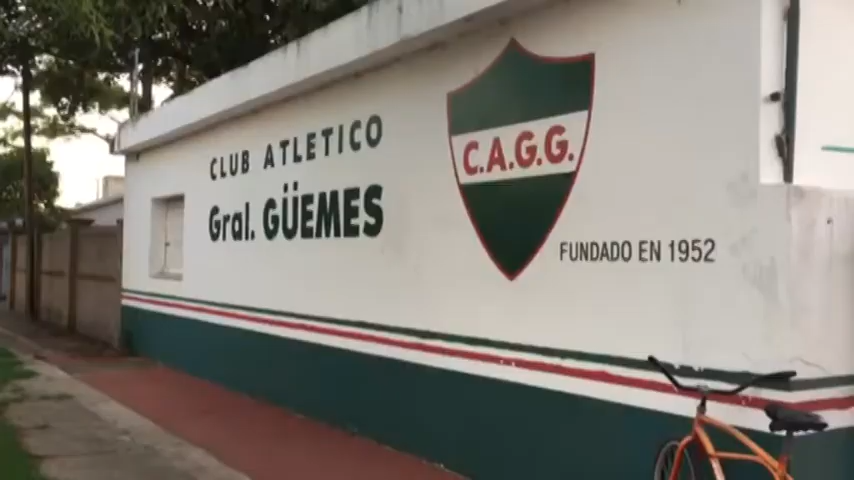 CLUB ATLETICO
Gral. GÜEMES
C.A.G.G.
FUNDADO EN 1952